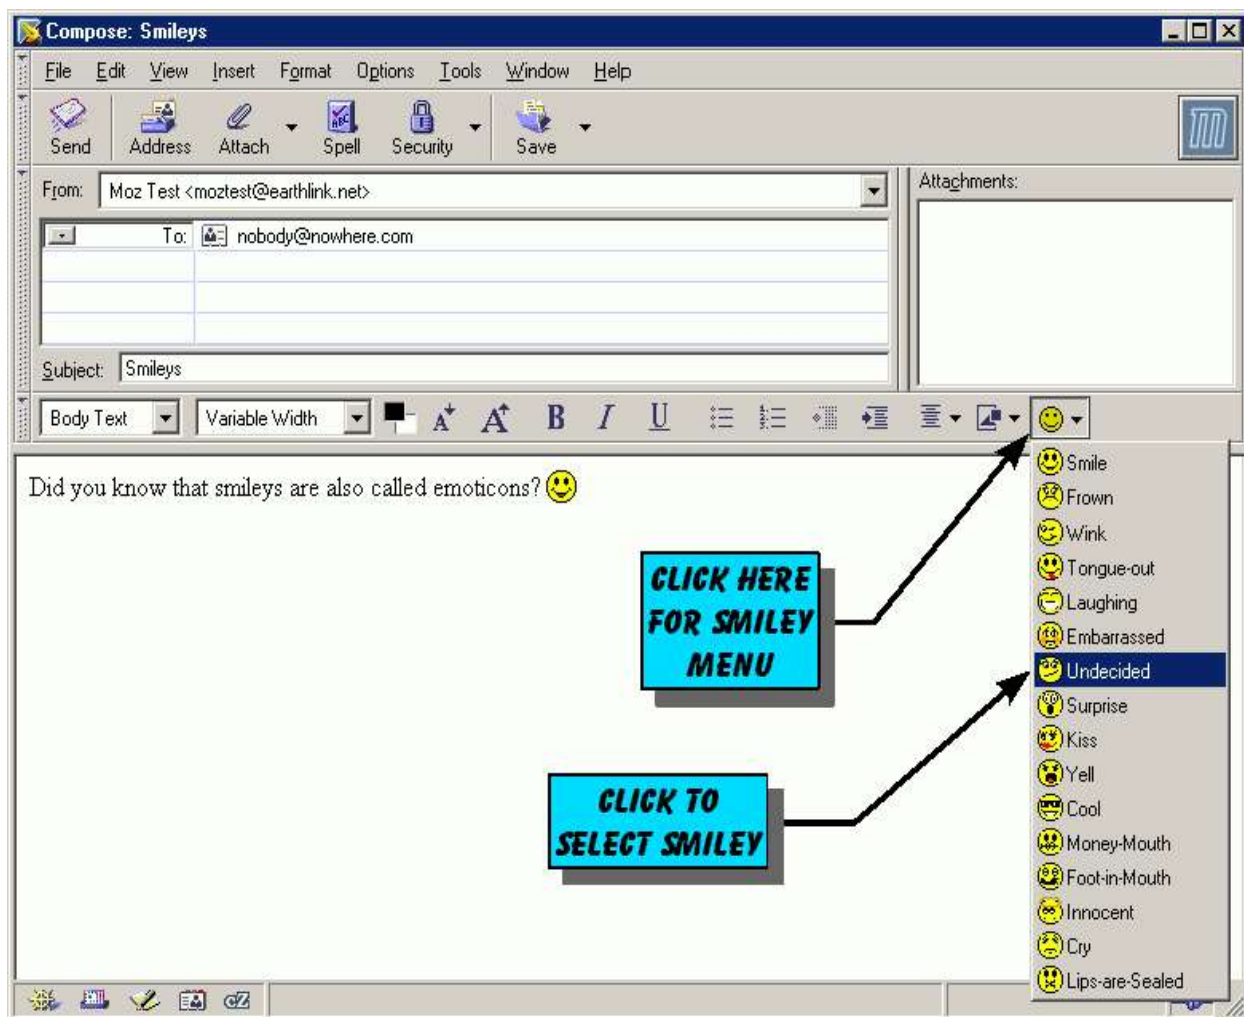 Compose: Smileys
File Edit View Insert Format Options Tools Window Help
Send Address Attach Spell Security Save
From: Moz Test <moztest@earthlink.net>
Attachments:
To: nobody@nowhere.com
Subject: Smileys
Body Text Variable Width A A B I U
Did you know that smileys are also called emoticons?
CLICK HERE
FOR SMILEY
MENU
CLICK TO
SELECT SMILEY
Smile
Frown
Wink
Tongue-out
Laughing
Embarrassed
Undecided
Surprise
Kiss
Yell
Cool
Money-Mouth
Foot-in-Mouth
Innocent
Cry
Lips-are-Sealed